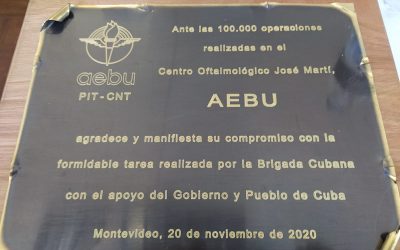 aebu
PIT-CNT
Ante las 100.000 operaciones
realizadas en el
Centro Oftalmológico José Martí,
AEBU
agradece y manifiesta su compromiso con la
formidable tarea realizada por la Brigada Cubana
con el apoyo del Gobierno y Pueblo de Cuba
Montevideo, 20 de noviembre de 2020